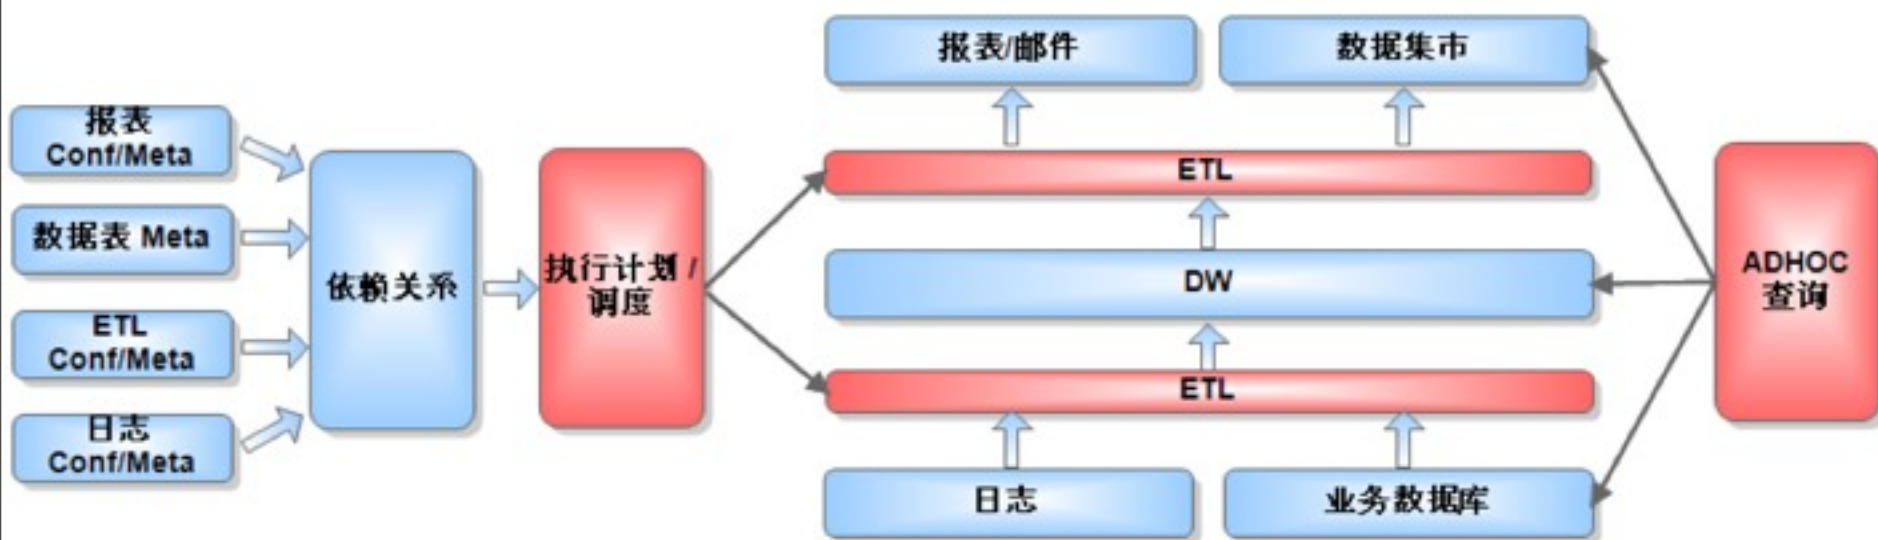 报表
Conf/Meta
数据表 Meta
ETL
Conf/Meta
日志
Conf/Meta
依赖关系
执行计划 /
调度
报表/邮件
数据集市
ETL
DW
ETL
日志
业务数据库
ADHOC
查询